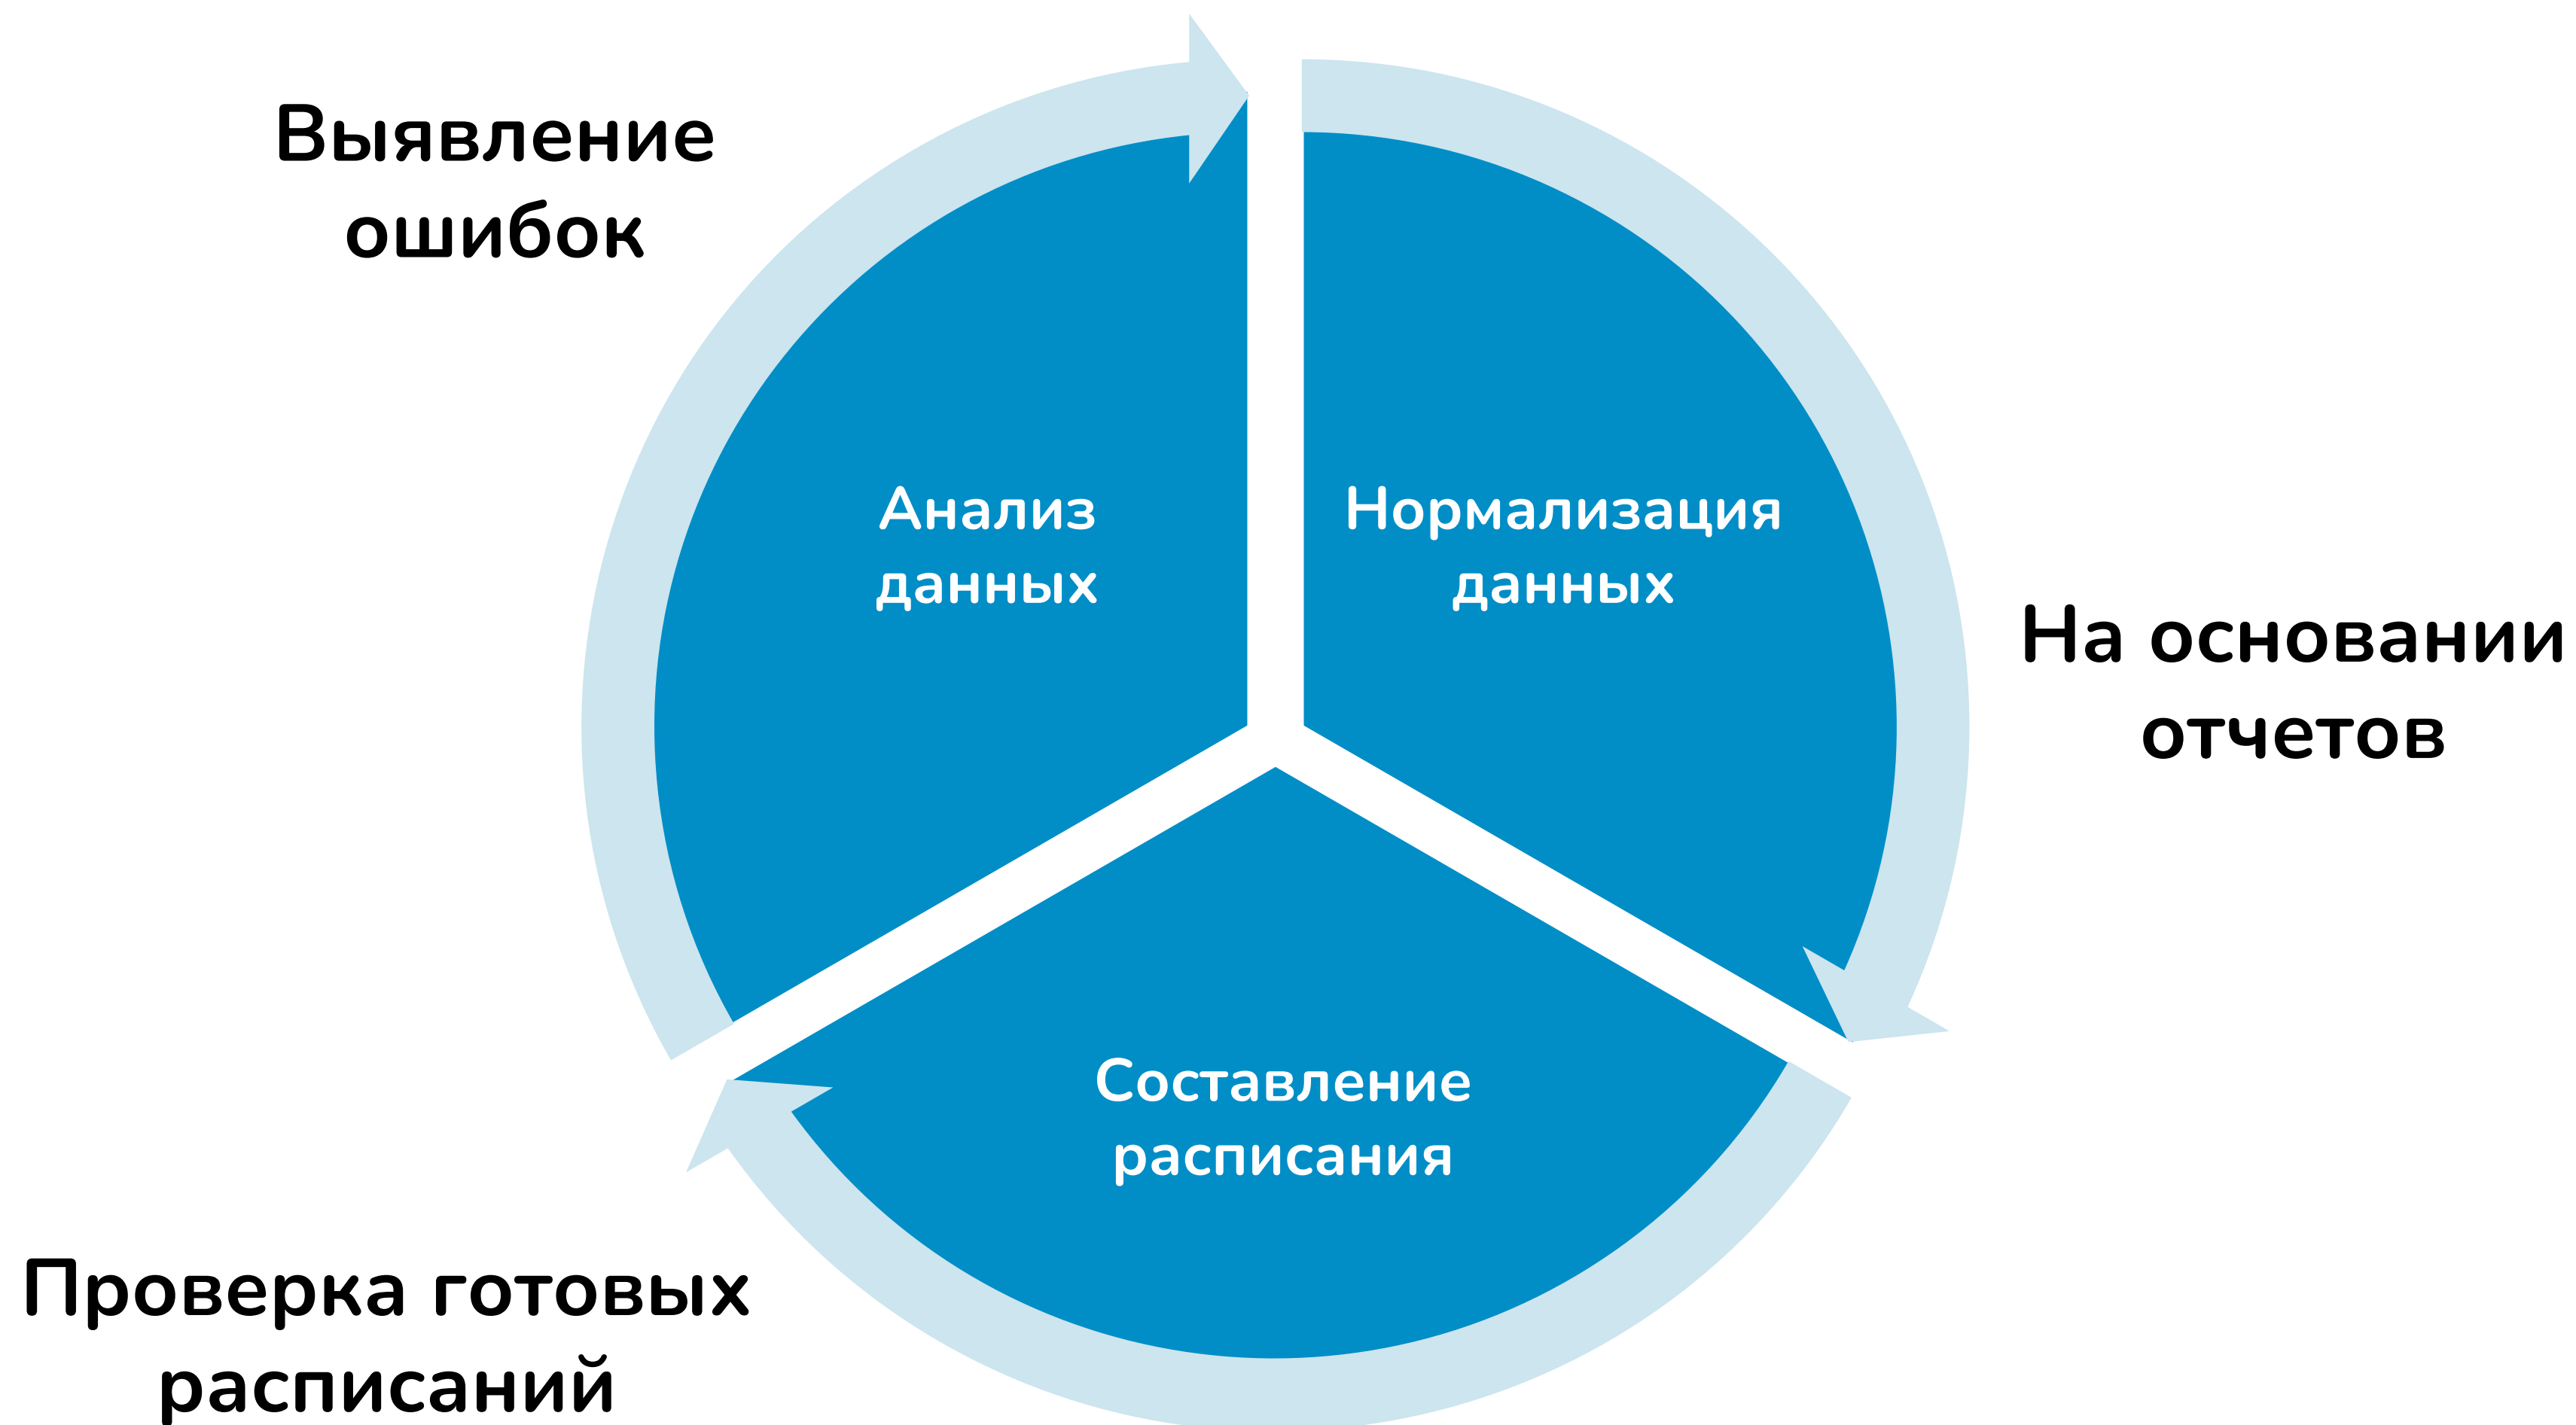 Выявление
ошибок
Анализ
данных
Нормализация
данных
На основании
отчетов
Составление
расписания
Проверка готовых
расписаний